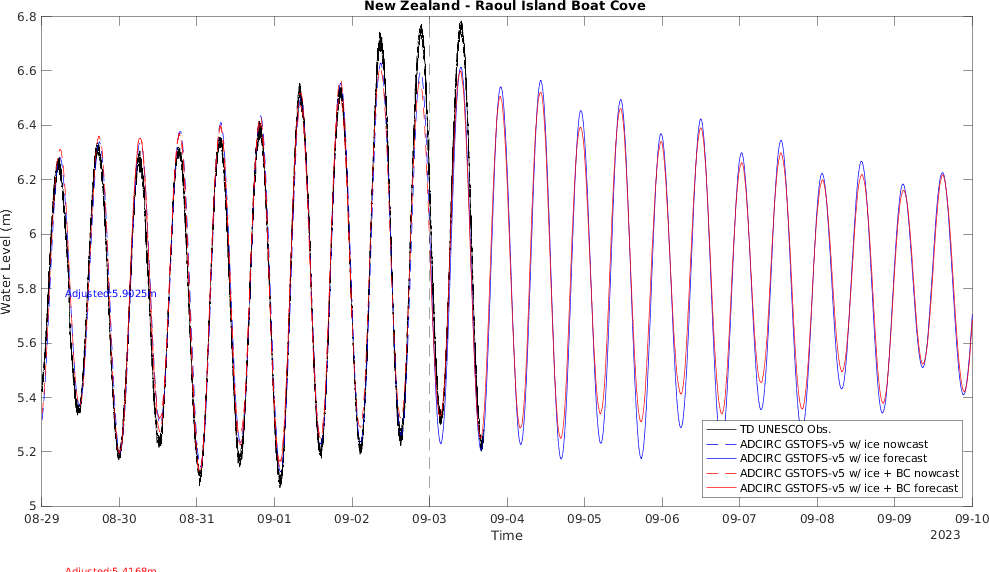 New Zealand - Raoul Island Boat Cove
Water Level (m)
6.8
6.6
6.4
6.2
6
5.8
5.6
5.4
5.2
5
Adjusted:5.9025m
TD UNESCO Obs.
ADCIRC GSTOFS-v5 w/ ice nowcast
ADCIRC GSTOFS-v5 w/ ice forecast
ADCIRC GSTOFS-v5 w/ ice + BC nowcast
ADCIRC GSTOFS-v5 w/ ice + BC forecast
08-29 08-30 08-31 09-01 09-02 09-03 09-04 09-05 09-06 09-07 09-08 09-09 09-10
Time
2023
Adjusted:5.4168m